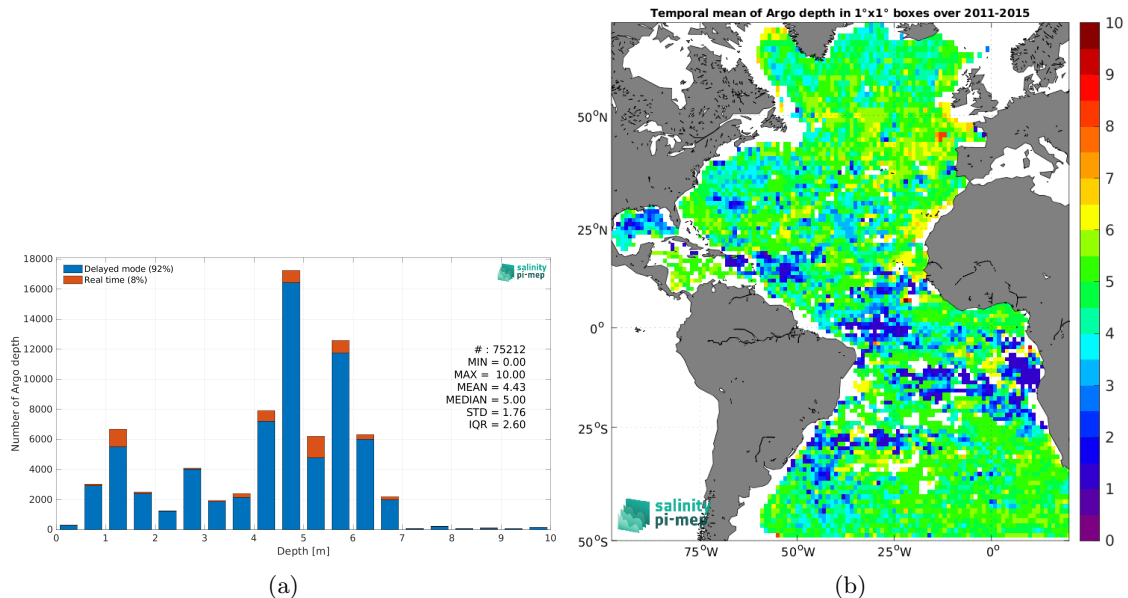 Temporal mean of Argo depth in 1°x1° boxes over 2011-2015
18000
16000
14000
12000
10000
8000
6000
4000
2000
0
Number of Argo depth
Delayed mode (92%)
Real time (8%)
salinity
pi-mep
# : 75212
MIN = 0.00
MAX = 10.00
MEAN = 4.43
MEDIAN = 5.00
STD = 1.76
IQR = 2.60
0 1 2 3 4 5 6 7 8 9 10
Depth [m]
(a)
50°N
25°N
0°
25°S
50°S
75°W 50°W 25°W 0°
salinity
pi-mep
10
9
8
7
6
5
4
3
2
1
0
(b)